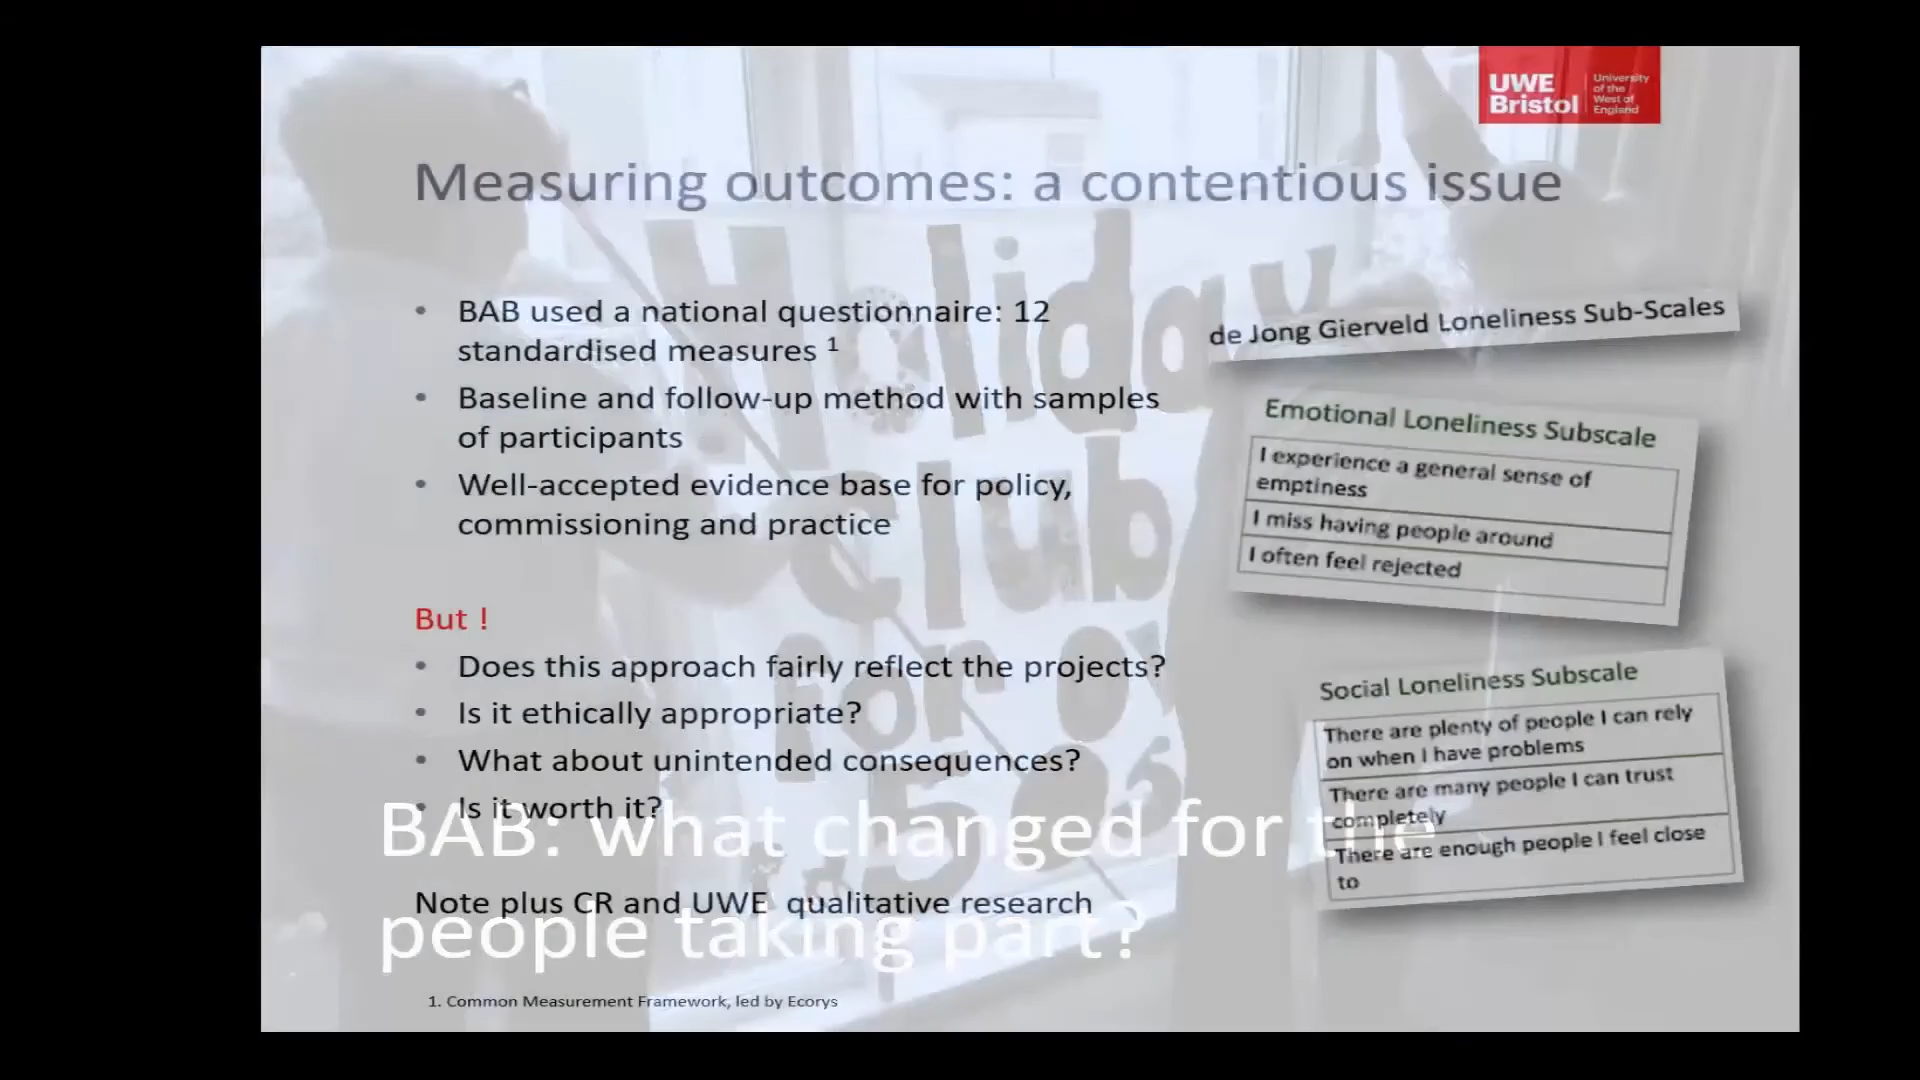 UWE
Bristol
University
of the
West of
England
Measuring outcomes: a contentious issue
• BAB used a national questionnaire: 12
standardised measures 1
• Baseline and follow-up method with samples
of participants
• Well-accepted evidence base for policy,
commissioning and practice
But !
• Does this approach fairly reflect the projects?
• Is it ethically appropriate?
• What about unintended consequences?
• Is it worth it?
Note plus CR and UWE qualitative research
1. Common Measurement Framework, led by Ecorys
de Jong Gierveld Loneliness Sub-Scales
Emotional Loneliness Subscale
I experience a general sense of
emptiness
I miss having people around
I often feel rejected
Social Loneliness Subscale
There are plenty of people I can rely
on when I have problems
There are many people I can trust
completely
There are enough people I feel close
to
BAB: what changed for the
people taking part?
Holiday
Club
for ov
50s